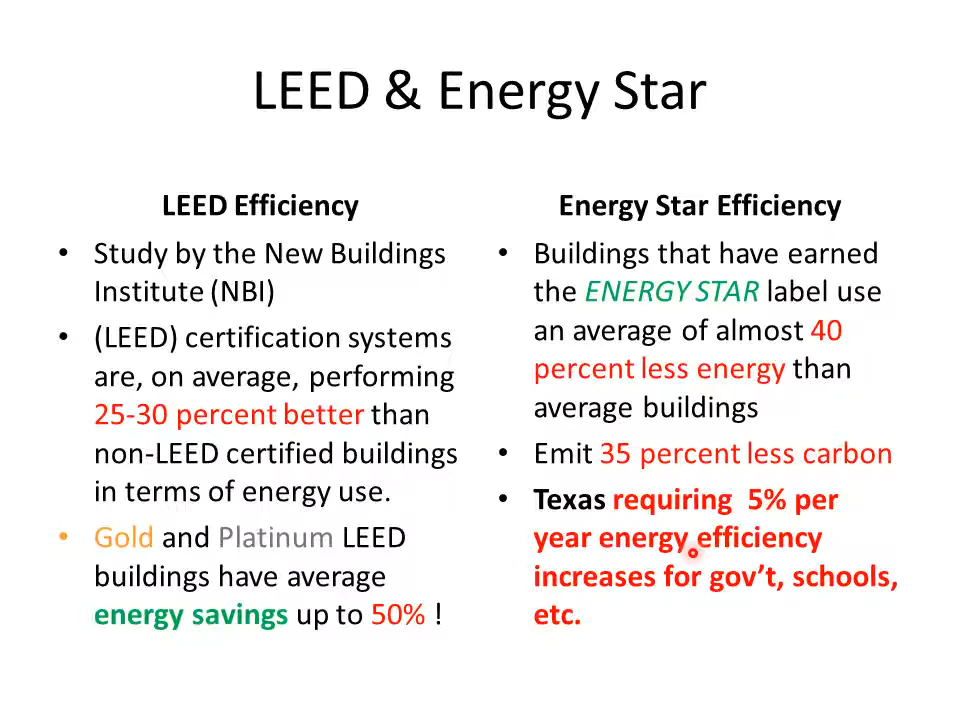 LEED & Energy Star
LEED Efficiency
• Study by the New Buildings
Institute (NBI)
• (LEED) certification systems
are, on average, performing
25-30 percent better than
non-LEED certified buildings
in terms of energy use.
• Gold and Platinum LEED
buildings have average
energy savings up to 50% !
Energy Star Efficiency
• Buildings that have earned
the ENERGY STAR label use
an average of almost 40
percent less energy than
average buildings
• Emit 35 percent less carbon
• Texas requiring 5% per
year energy efficiency
increases for gov't, schools,
etc.